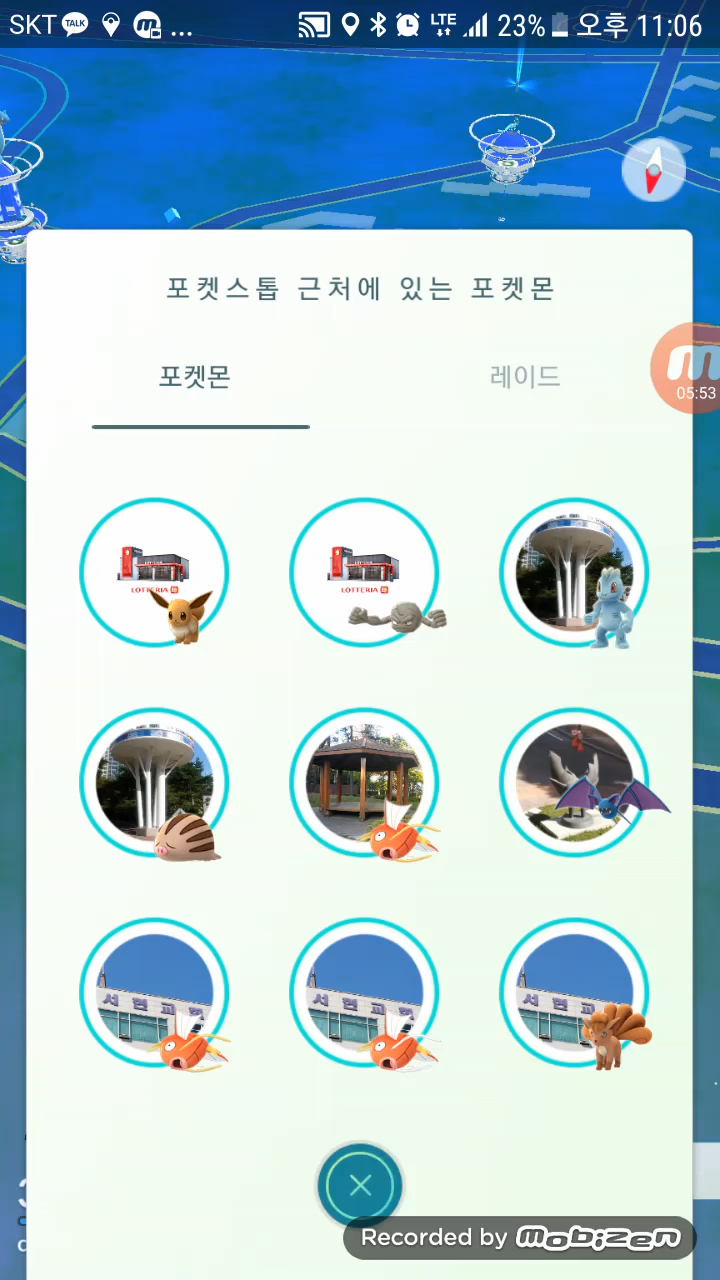 SKT TALK LTE 23% 오후 11:06
포켓스톱 근처에 있는 포켓몬
포켓몬 레이드
05:53
LOTTERIA
LOTTERIA
Recorded by Mobizen